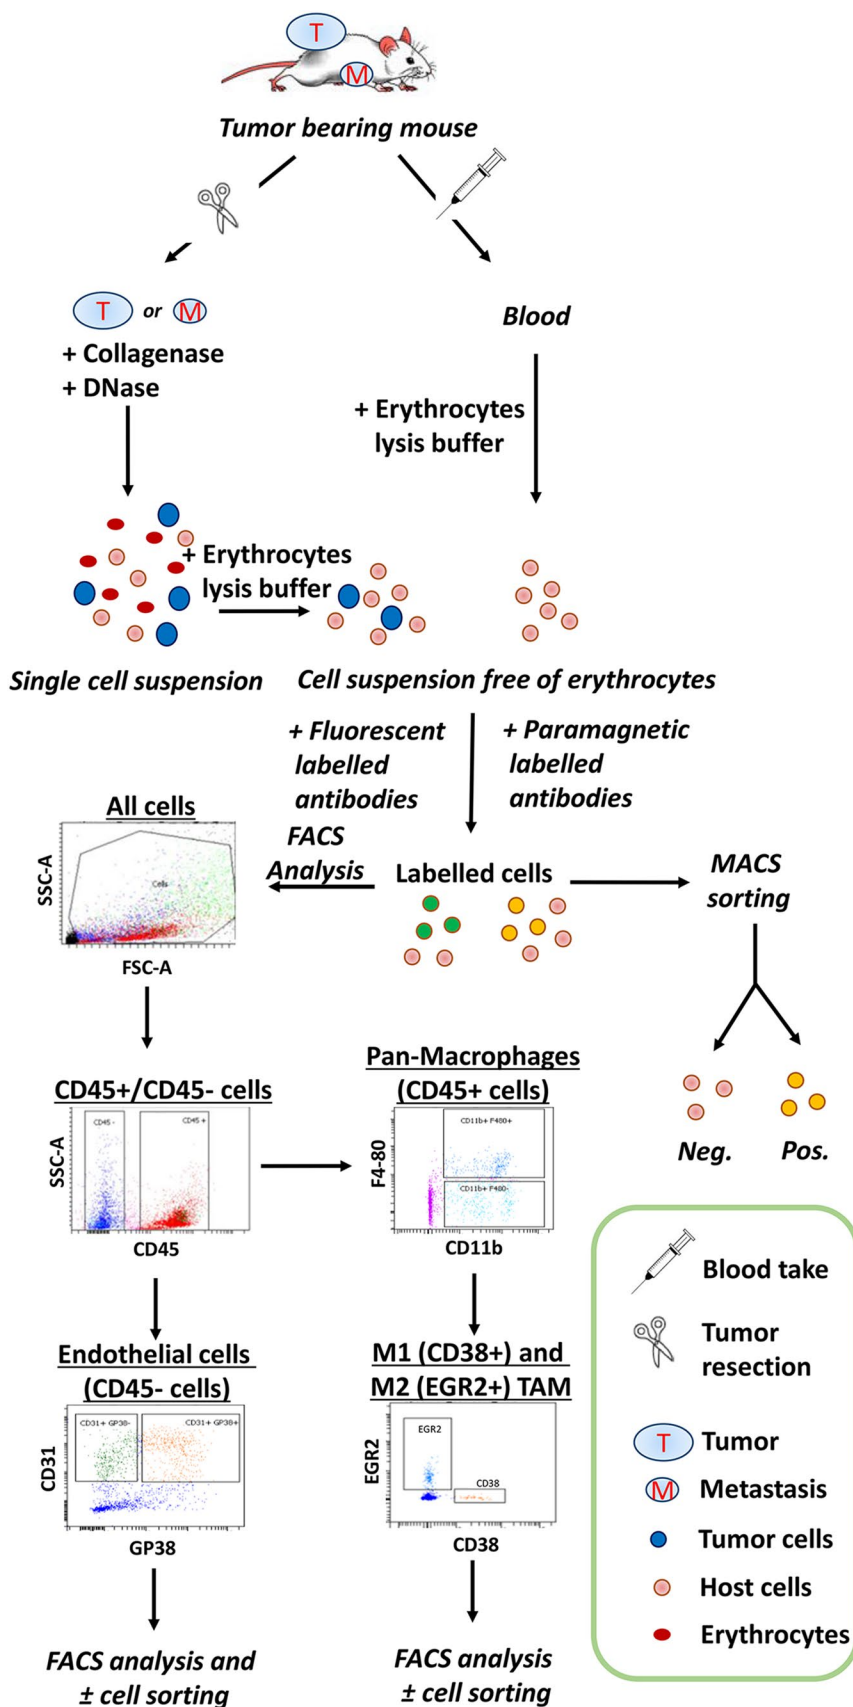 T
M
Tumor bearing mouse
T or M
+ Collagenase
+ DNase
Blood
+ Erythrocytes
lysis buffer
+ Erythrocytes
lysis buffer
Single cell suspension
Cell suspension free of erythrocytes
+ Fluorescent
labelled
antibodies
+ Paramagnetic
labelled
antibodies
All cells
SSC-A
Cells
FSC-A
FACS
Analysis
Labelled cells
MACS
sorting
Neg.
Pos.
CD45+/CD45- cells
SSC-A
CD45 -
CD45 +
CD45
Pan-Macrophages
(CD45+ cells)
F4-80
CD11b+ F480+
CD11b+ F480-
CD11b
Endothelial cells
(CD45- cells)
CD31
CD31+ GP38-
CD31+ GP38+
GP38
M1 (CD38+) and
M2 (EGR2+) TAM
EGR2
EGR2
CD38
CD38
FACS analysis and
± cell sorting
FACS analysis
± cell sorting
Blood take
Tumor
resection
T Tumor
M Metastasis
Tumor cells
Host cells
Erythrocytes